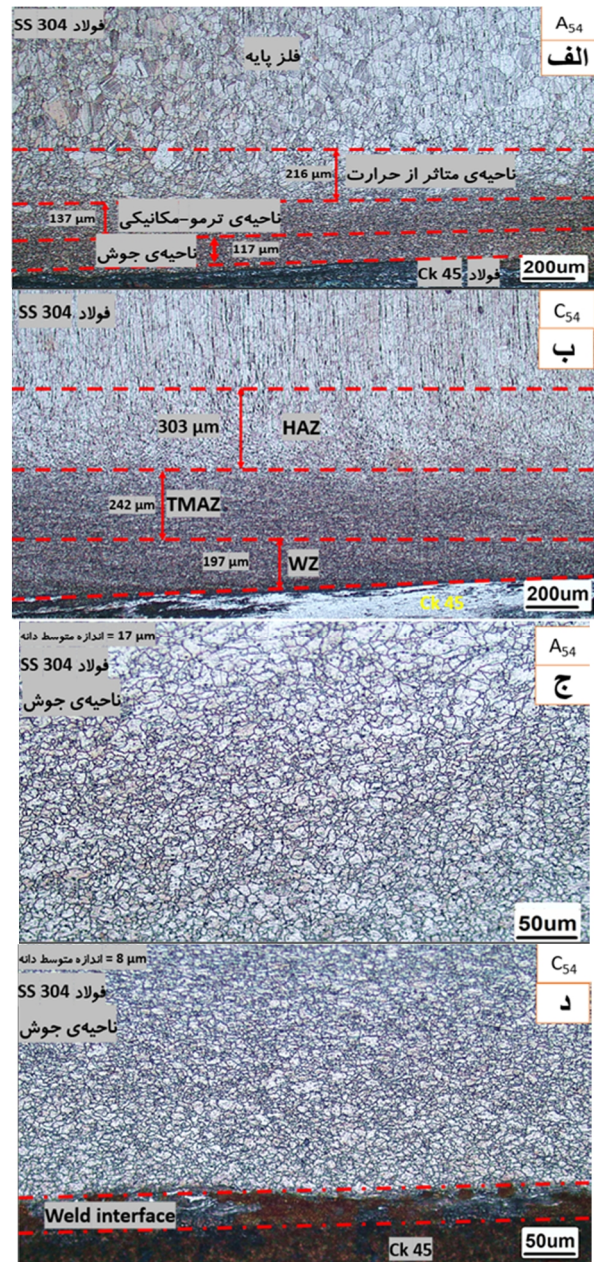 SS 304 فولاد
A54
الف
فلز پایه
216 µm
ناحیه‌ی متاثر از حرارت
137 µm
ناحیه‌ی ترمو-مکانیکی
ناحیه‌ی جوش
117 µm
Ck 45 فولاد
200um
SS 304 فولاد
C54
ب
303 µm
HAZ
242 µm
TMAZ
197 µm
WZ
Ck 45
200um
اندازه متوسط دانه = 17 µm
SS 304 فولاد
ناحیه‌ی جوش
A54
ج
50um
اندازه متوسط دانه = 8 µm
SS 304 فولاد
ناحیه‌ی جوش
C54
د
Weld interface
Ck 45
50um